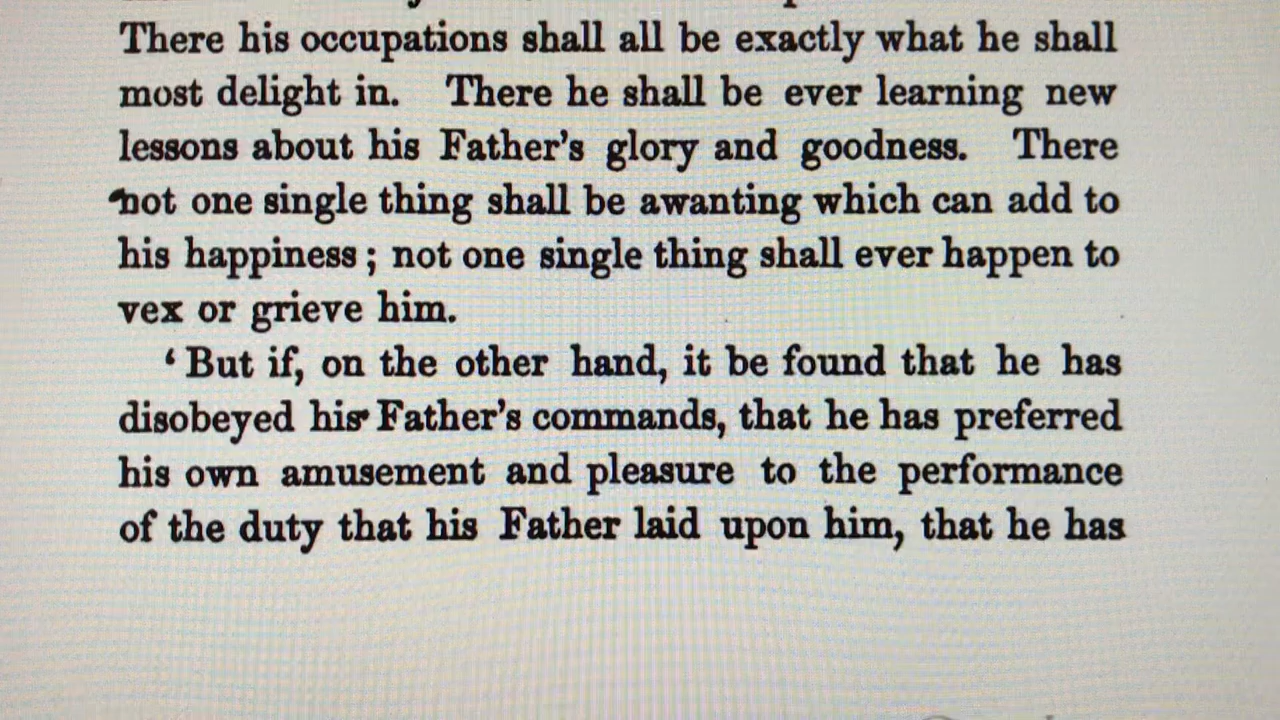 There his occupations shall all be exactly what he shall
most delight in. There he shall be ever learning new
lessons about his Father's glory and goodness. There
not one single thing shall be awanting which can add to
his happiness; not one single thing shall ever happen to
vex or grieve him.
‘But if, on the other hand, it be found that he has
disobeyed his Father's commands, that he has preferred
his own amusement and pleasure to the performance
of the duty that his Father laid upon him, that he has